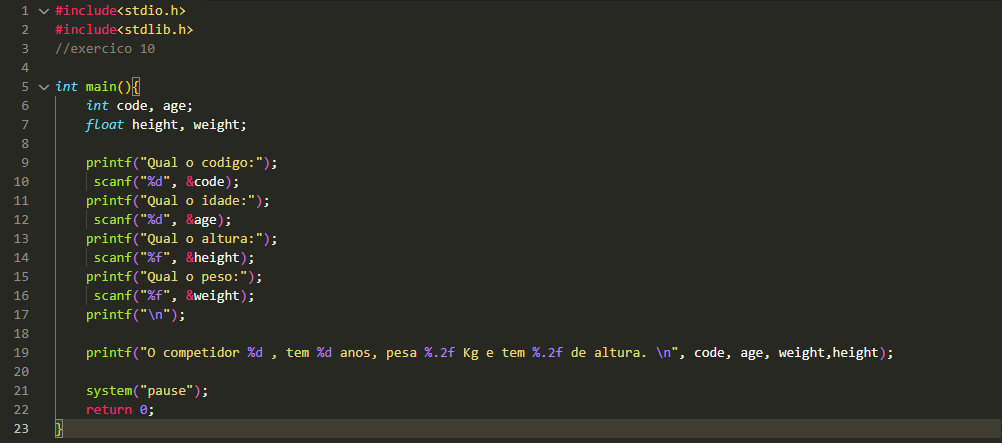 1 #include<stdio.h>
2 #include<stdlib.h>
3 //exercico 10
4
5 int main(){
6 int code, age;
7 float height, weight;
8
9 printf("Qual o codigo:");
10 scanf("%d", &code);
11 printf("Qual o idade:");
12 scanf("%d", &age);
13 printf("Qual o altura:");
14 scanf("%f", &height);
15 printf("Qual o peso:");
16 scanf("%f", &weight);
17 printf("\n");
18
19 printf("O competidor %d , tem %d anos, pesa %.2f Kg e tem %.2f de altura. \n", code, age, weight,height);
20
21 system("pause");
22 return 0;
23 }